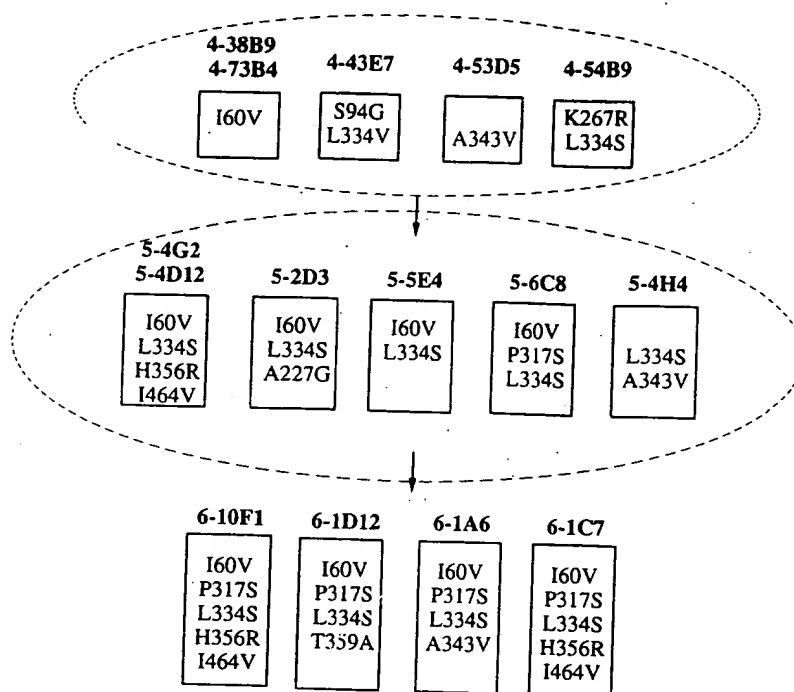 4-38B9
4-73B4
4-43E7
4-53D5
4-54B9
I60V
S94G
L334V
A343V
K267R
L334S
5-4G2
5-4D12
5-2D3
5-5E4
5-6C8
5-4H4
I60V
L334S
H356R
I464V
I60V
L334S
A227G
I60V
L334S
I60V
P317S
L334S
L334S
A343V
6-10F1
6-1D12
6-1A6
6-1C7
I60V
P317S
L334S
H356R
I464V
I60V
P317S
L334S
T359A
I60V
P317S
L334S
A343V
I60V
P317S
L334S
H356R
I464V